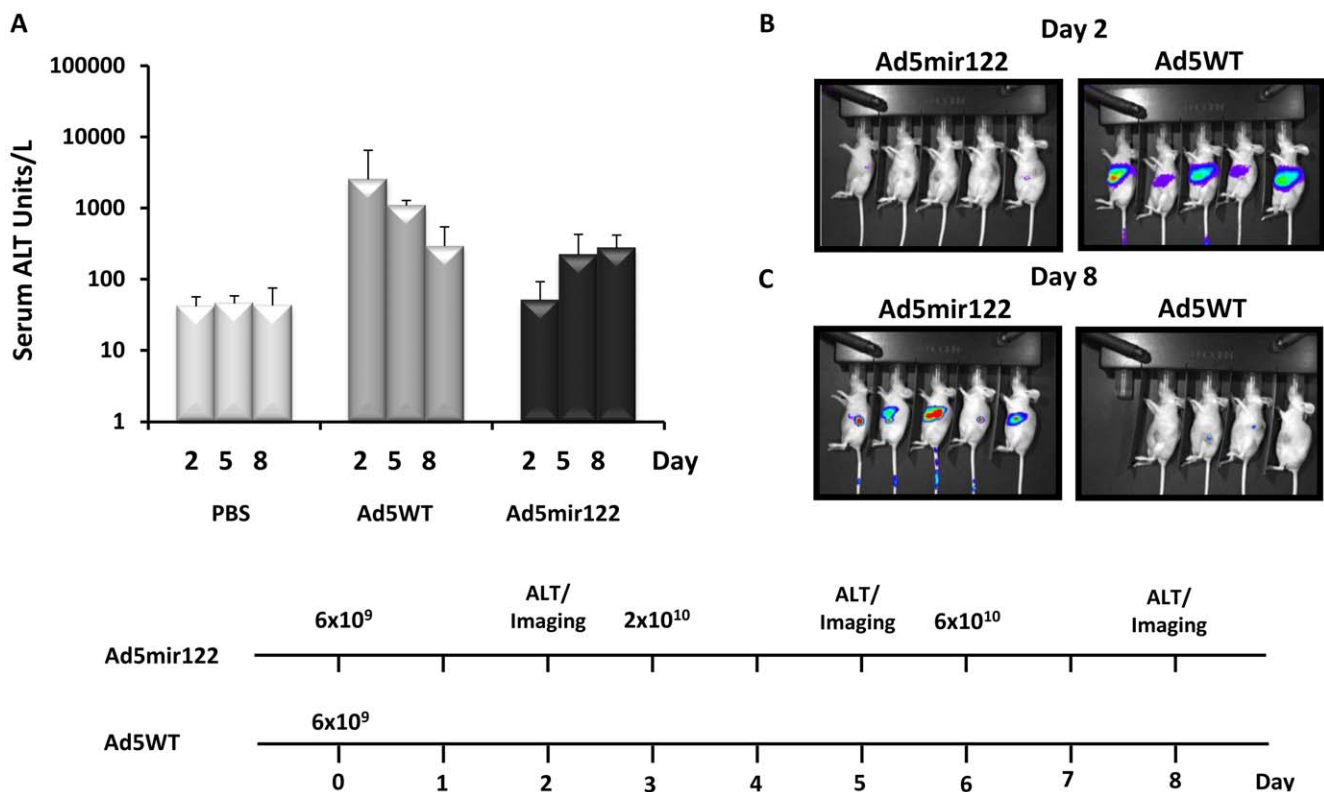 A
100000
10000
1000
100
10
1
Serum ALT Units/L
2 5 8 2 5 8 2 5 8 Day
PBS Ad5WT Ad5mir122
B
Day 2
Ad5mir122 Ad5WT
C
Day 8
Ad5mir122 Ad5WT
6x10⁹ ALT/ Imaging 2x10¹⁰ ALT/ Imaging 6x10¹⁰ ALT/ Imaging
Ad5mir122
6x10⁹
Ad5WT
0 1 2 3 4 5 6 7 8 Day